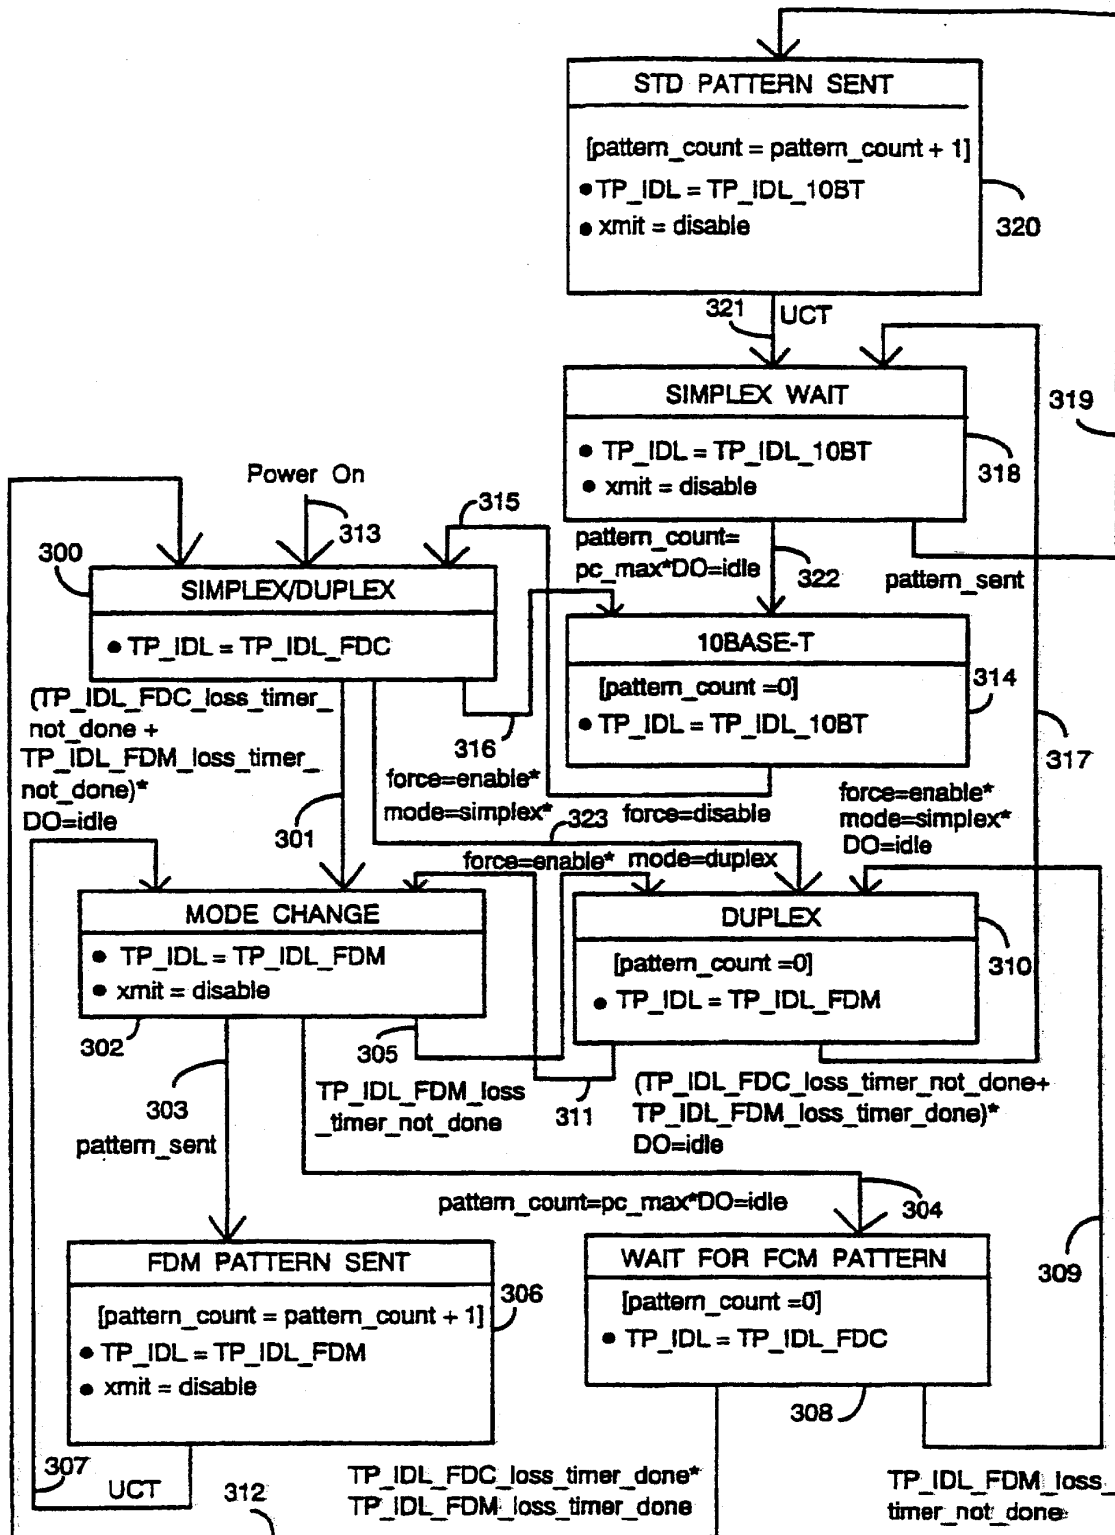 STD PATTERN SENT
[pattern_count = pattern_count + 1]
• TP_IDL = TP_IDL_10BT
• xmit = disable
320
321
UCT
SIMPLEX WAIT
• TP_IDL = TP_IDL_10BT
• xmit = disable
318
319
Power On
313
315
pattern_count=
pc_max*DO=idle
322
pattern_sent
300
SIMPLEX/DUPLEX
• TP_IDL = TP_IDL_FDC
10BASE-T
[pattern_count =0]
• TP_IDL = TP_IDL_10BT
314
(TP_IDL_FDC_loss_timer_
not_done +
TP_IDL_FDM_loss_timer_
not_done)*
DO=idle
301
316
force=enable*
mode=simplex*
force=disable
317
force=enable*
mode=simplex*
DO=idle
323
force=enable*
mode=duplex
MODE CHANGE
• TP_IDL = TP_IDL_FDM
• xmit = disable
302
DUPLEX
[pattern_count =0]
• TP_IDL = TP_IDL_FDM
310
303
pattern_sent
305
TP_IDL_FDM_loss
_timer_not_done
311
(TP_IDL_FDC_loss_timer_not_done+
TP_IDL_FDM_loss_timer_done)*
DO=idle
pattern_count=pc_max*DO=idle
304
FDM PATTERN SENT
[pattern_count = pattern_count + 1]
• TP_IDL = TP_IDL_FDM
• xmit = disable
306
WAIT FOR FCM PATTERN
[pattern_count =0]
• TP_IDL = TP_IDL_FDC
308
309
307
UCT
312
TP_IDL_FDC_loss_timer_done*
TP_IDL_FDM_loss_timer_done
TP_IDL_FDM_loss_
timer_not_done